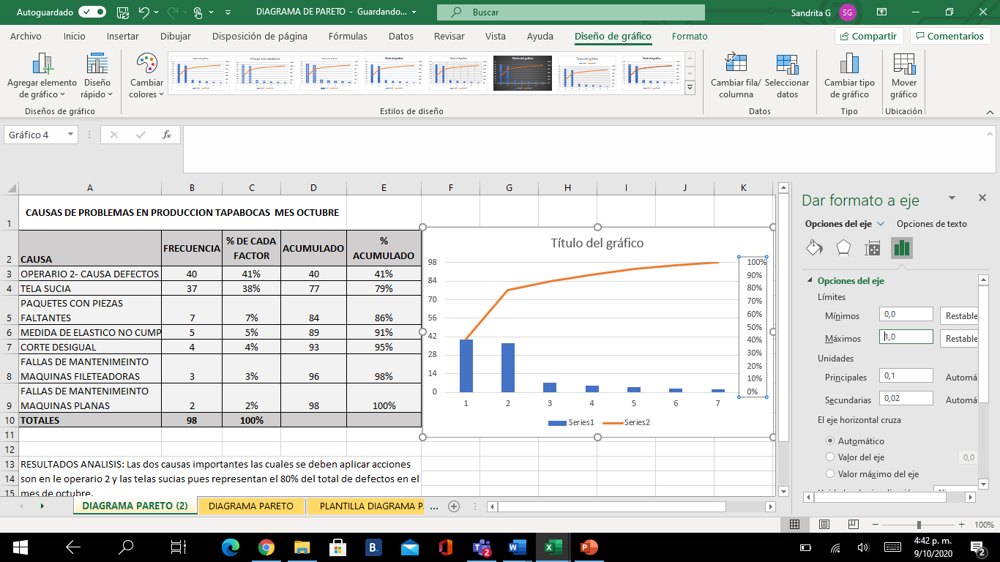 Autoguardado
DIAGRAMA DE PARETO - Guardando...
Buscar
Sandrita G
SG
Archivo Inicio Insertar Dibujar Disposición de página Fórmulas Datos Revisar Vista Ayuda Diseño de gráfico Formato
Compartir Comentarios
Agregar elemento de gráfico
Diseño rápido
Cambiar colores
Cambiar fila/ columna
Seleccionar datos
Cambiar tipo de gráfico
Mover gráfico
Diseños de gráfico Estilos de diseño Datos Tipo Ubicación
Gráfico 4
fx
A B C D E F G H I J K
1 CAUSAS DE PROBLEMAS EN PRODUCCION TAPABOCAS MES OCTUBRE
2 CAUSA FRECUENCIA % DE CADA FACTOR ACUMULADO % ACUMULADO
3 OPERARIO 2- CAUSA DEFECTOS 40 41% 40 41%
4 TELA SUCIA 37 38% 77 79%
PAQUETES CON PIEZAS
5 FALTANTES 7 7% 84 86%
6 MEDIDA DE ELASTICO NO CUMP 5 5% 89 91%
7 CORTE DESIGUAL 4 4% 93 95%
FALLAS DE MANTENIMEINTO
8 MAQUINAS FILETEADORAS 3 3% 96 98%
FALLAS DE MANTENIMEINTO
9 MAQUINAS PLANAS 2 2% 98 100%
10 TOTALES 98 100%
11
12
13 RESULTADOS ANALISIS: Las dos causas importantes las cuales se deben aplicar acciones
14 son en le operario 2 y las telas sucias pues representan el 80% del total de defectos en el
15 mes de octubre.
Título del gráfico
98
84
70
56
42
28
14
0
100%
90%
80%
70%
60%
50%
40%
30%
20%
10%
0%
1 2 3 4 5 6 7
Series1 Series2
Dar formato a eje
Opciones del eje Opciones de texto
Opciones del eje
Límites
Mínimos 0,0 Restable
Máximos 1,0 Restable
Unidades
Principales 0,1 Automá
Secundarias 0,02 Automá
El eje horizontal cruza
Automático
Valor del eje 0,0
Valor máximo del eje
DIAGRAMA PARETO (2) DIAGRAMA PARETO PLANTILLA DIAGRAMA P. ...
100%
4:42 p. m.
9/10/2020
2
B.
2